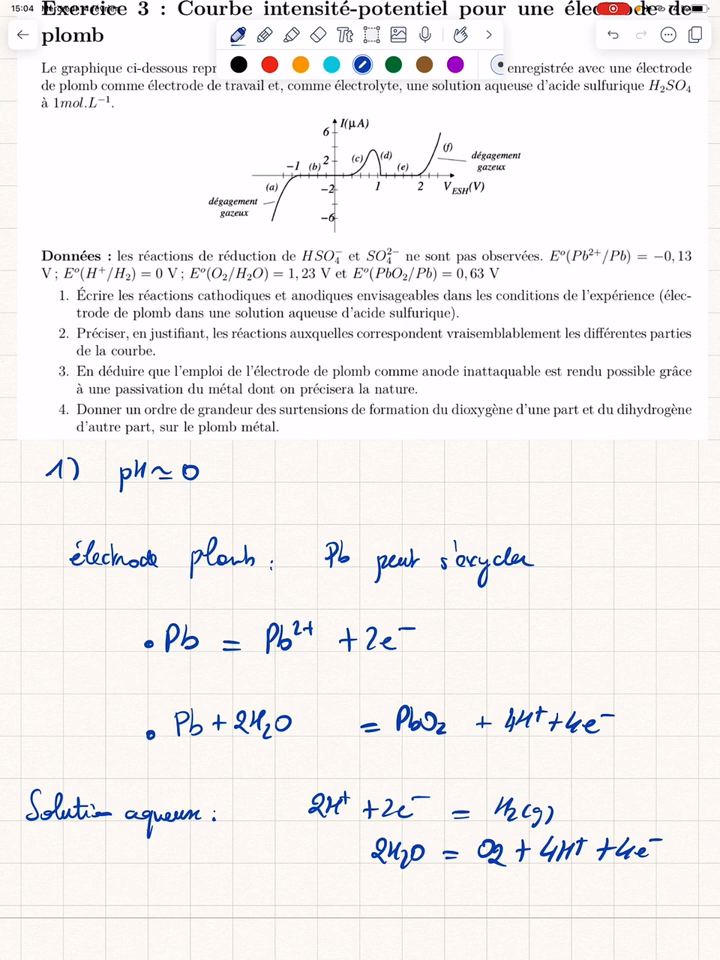 15:04
Exercice 3 : Courbe intensité-potentiel pour une électrode de
plomb
Le graphique ci-dessous enregistrée avec une électrode
de plomb comme électrode de travail et, comme électrolyte, une solution aqueuse d'acide sulfurique H₂SO₄
à 1mol.L⁻¹.
I(μA)
6
−1 (b) 2 (c) (d) (e) (f) dégagement
gazeux
(a) −2 1 2 V_ESH(V)
dégagement
gazeux
−6
Données : les réactions de réduction de HSO₄⁻ et SO₄²⁻ ne sont pas observées. E°(Pb²⁺/Pb) = −0, 13
V ; E°(H⁺/H₂) = 0 V ; E°(O₂/H₂O) = 1, 23 V et E°(PbO₂/Pb) = 0, 63 V
1. Écrire les réactions cathodiques et anodiques envisageables dans les conditions de l'expérience (élec-
trode de plomb dans une solution aqueuse d'acide sulfurique).
2. Préciser, en justifiant, les réactions auxquelles correspondent vraisemblablement les différentes parties
de la courbe.
3. En déduire que l'emploi de l'électrode de plomb comme anode inattaquable est rendu possible grâce
à une passivation du métal dont on précisera la nature.
4. Donner un ordre de grandeur des surtensions de formation du dioxygène d'une part et du dihydrogène
d'autre part, sur le plomb métal.
1) pH ≃ 0
électrode plomb : Pb peut s'oxyder
• Pb = Pb²⁺ + 2e⁻
• Pb + 2H₂O = PbO₂ + 4H⁺ + 4e⁻
Solution aqueuse : 2H⁺ + 2e⁻ = H₂(g)
2H₂O = O₂ + 4H⁺ + 4e⁻